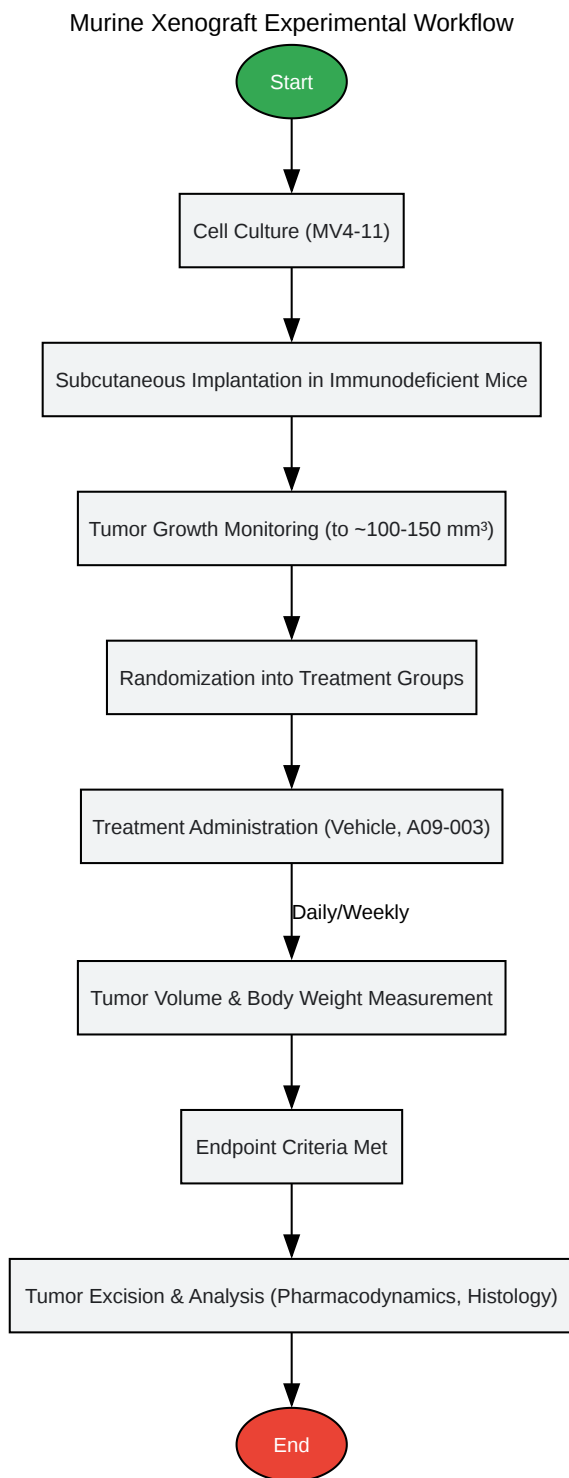 Murine Xenograft Experimental Workflow
Start
Cell Culture (MV4-11)
Subcutaneous Implantation in Immunodeficient Mice
Tumor Growth Monitoring (to ~100-150 mm³)
Randomization into Treatment Groups
Treatment Administration (Vehicle, A09-003)
Daily/Weekly
Tumor Volume & Body Weight Measurement
Endpoint Criteria Met
Tumor Excision & Analysis (Pharmacodynamics, Histology)
End